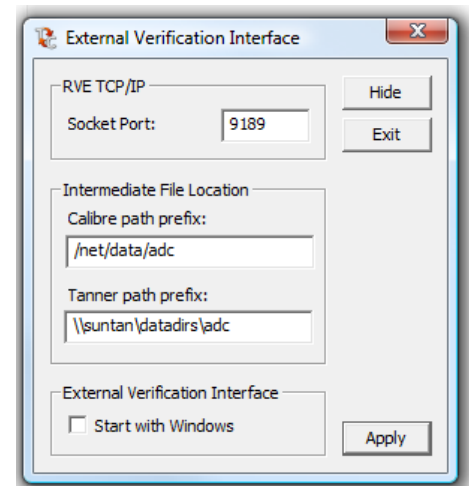 External Verification Interface
RVE TCP/IP
Socket Port: 9189
Hide
Exit
Intermediate File Location
Calibre path prefix:
/net/data/adc
Tanner path prefix:
\\suntan\datadirs\adc
External Verification Interface
Start with Windows
Apply